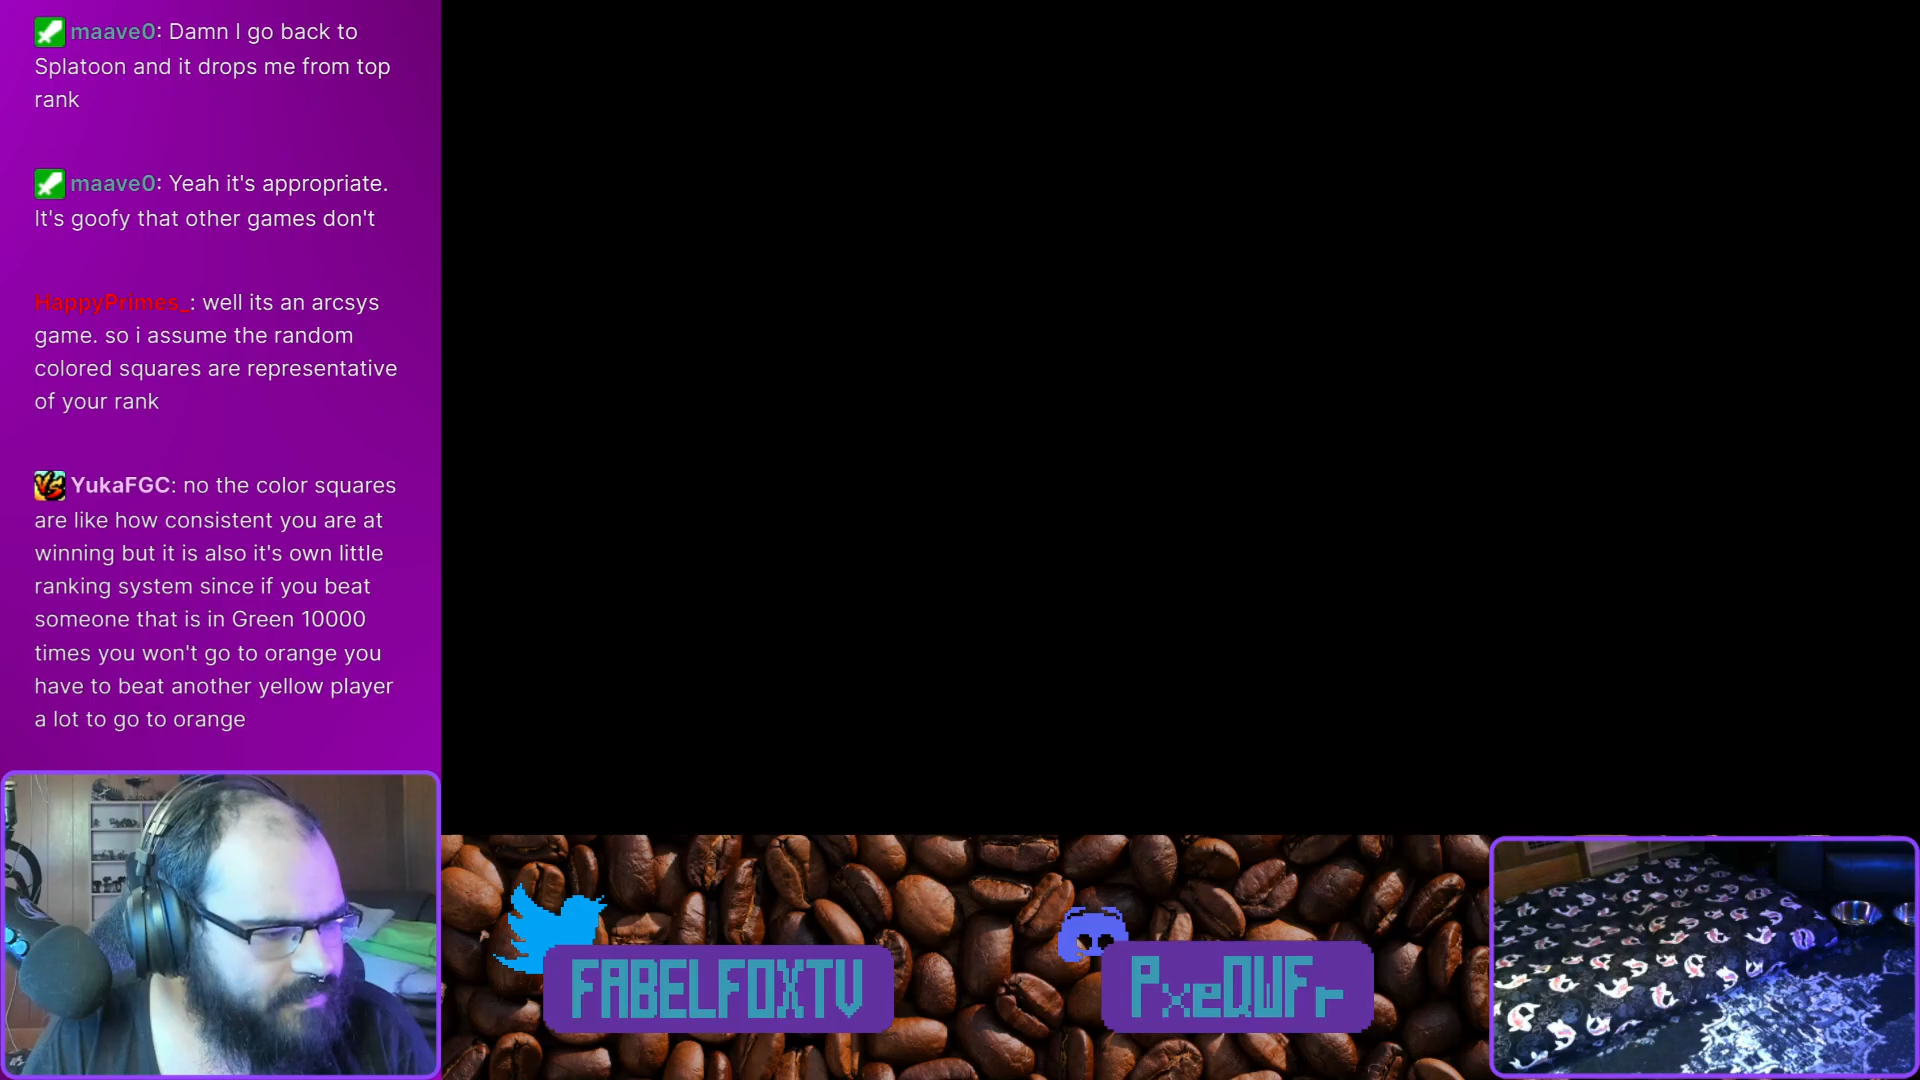 maave0: Damn I go back to
Splatoon and it drops me from top
rank
maave0: Yeah it's appropriate.
It's goofy that other games don't
HappyPrimes_: well its an arcsys
game. so i assume the random
colored squares are representative
of your rank
VS YukaFGC: no the color squares
are like how consistent you are at
winning but it is also it's own little
ranking system since if you beat
someone that is in Green 10000
times you won't go to orange you
have to beat another yellow player
a lot to go to orange
FABELFOXTV
PxeQWFr